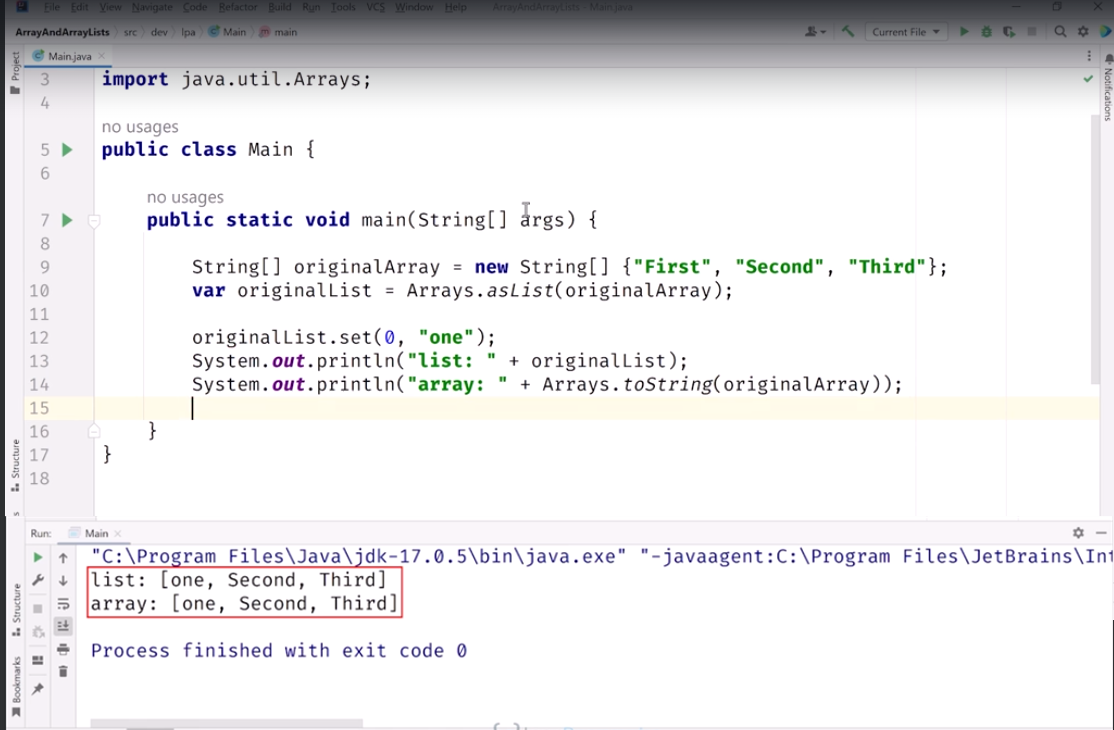 File Edit View Navigate Code Refactor Build Run Tools VCS Window Help ArrayAndArrayLists - Main.java
ArrayAndArrayLists src dev lpa Main main Current File
Project
Main.java
Notifications
3 import java.util.Arrays;
4
no usages
5 public class Main {
6
no usages
7 public static void main(String[] args) {
8
9 String[] originalArray = new String[] {"First", "Second", "Third"};
10 var originalList = Arrays.asList(originalArray);
11
12 originalList.set(0, "one");
13 System.out.println("list: " + originalList);
14 System.out.println("array: " + Arrays.toString(originalArray));
15
16 }
17 }
18
Structure
Run: Main
"C:\Program Files\Java\jdk-17.0.5\bin\java.exe" "-javaagent:C:\Program Files\JetBrains\Int
list: [one, Second, Third]
array: [one, Second, Third]
Process finished with exit code 0
Structure
Bookmarks